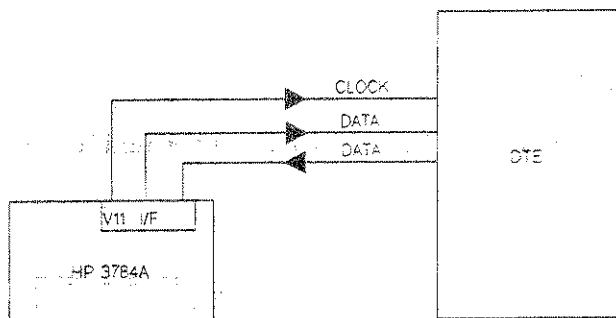 CLOCK
DATA
DATA
DTE
V11 I/F
HP 3784A